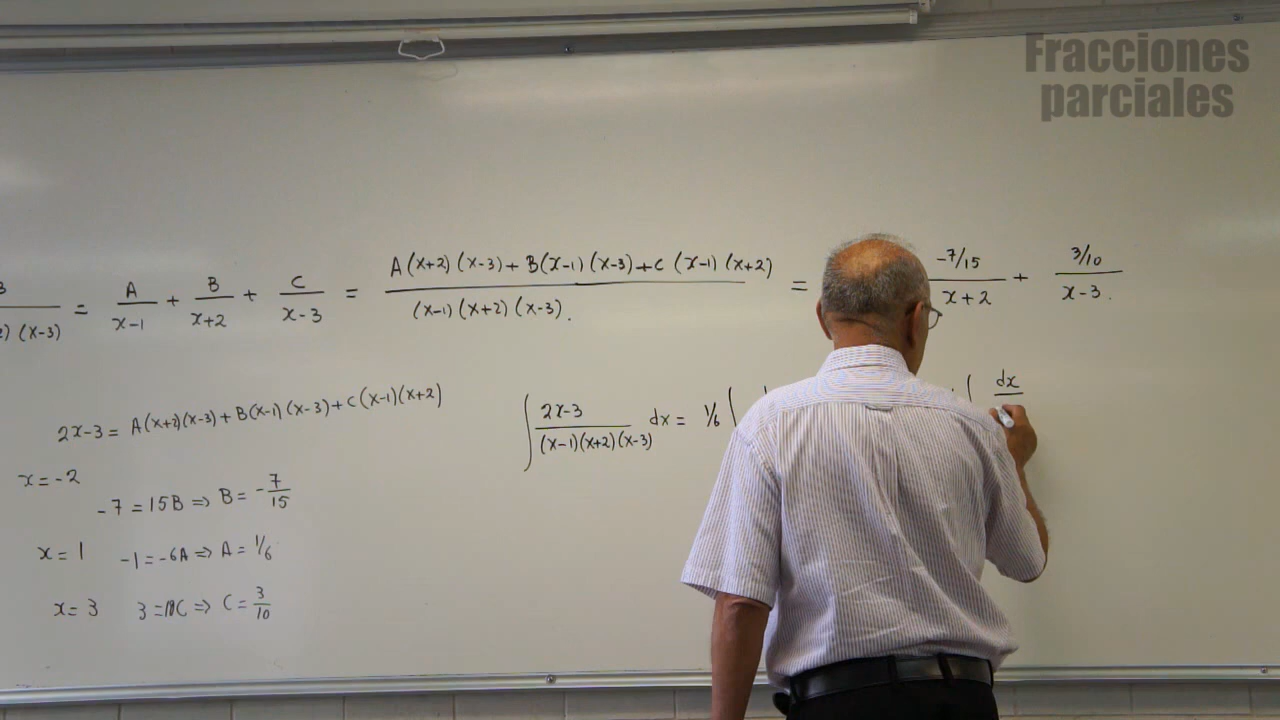 Fracciones
parciales
(x-3) = A/(x-1) + B/(x+2) + C/(x-3) = (A(x+2)(x-3)+B(x-1)(x-3)+C(x-1)(x+2))/((x-1)(x+2)(x-3)). = (-7/15)/(x+2) + (3/10)/(x-3).
2x-3 = A(x+2)(x-3)+B(x-1)(x-3)+C(x-1)(x+2)
∫ (2x-3)/((x-1)(x+2)(x-3)) dx = 1/6 ∫ ∫ dx
x=-2
-7=15B ⇒ B=-7/15
x=1 -1=-6A ⇒ A=1/6
x=3 3=10C ⇒ C=3/10